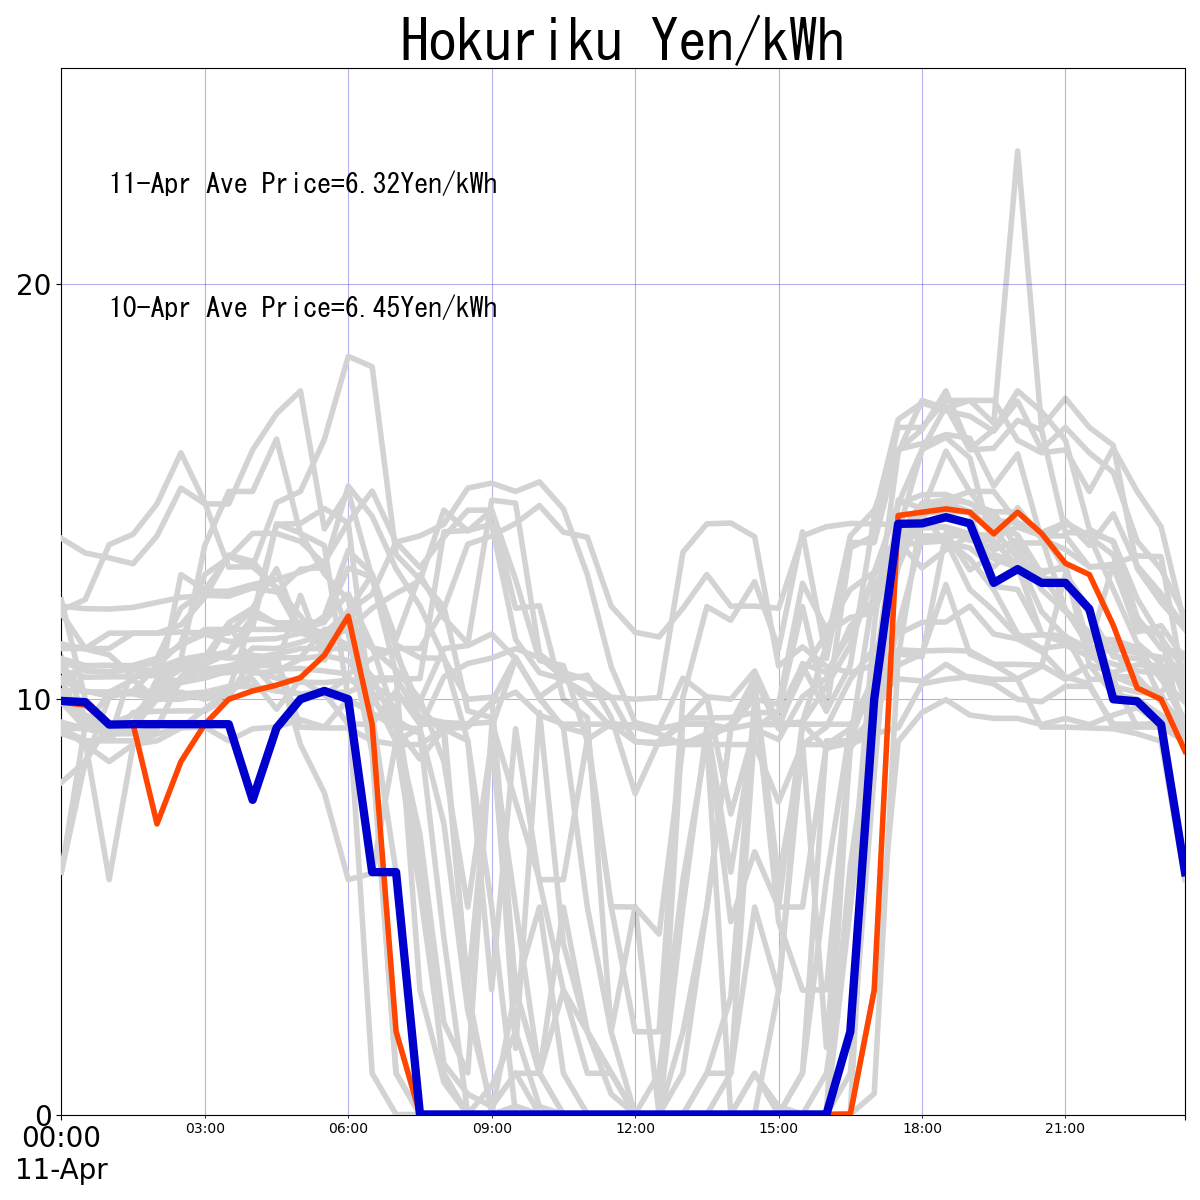 Hokuriku Yen/kWh
11-Apr Ave Price=6.32Yen/kWh
10-Apr Ave Price=6.45Yen/kWh
20
10
0
00:00 03:00 06:00 09:00 12:00 15:00 18:00 21:00
11-Apr